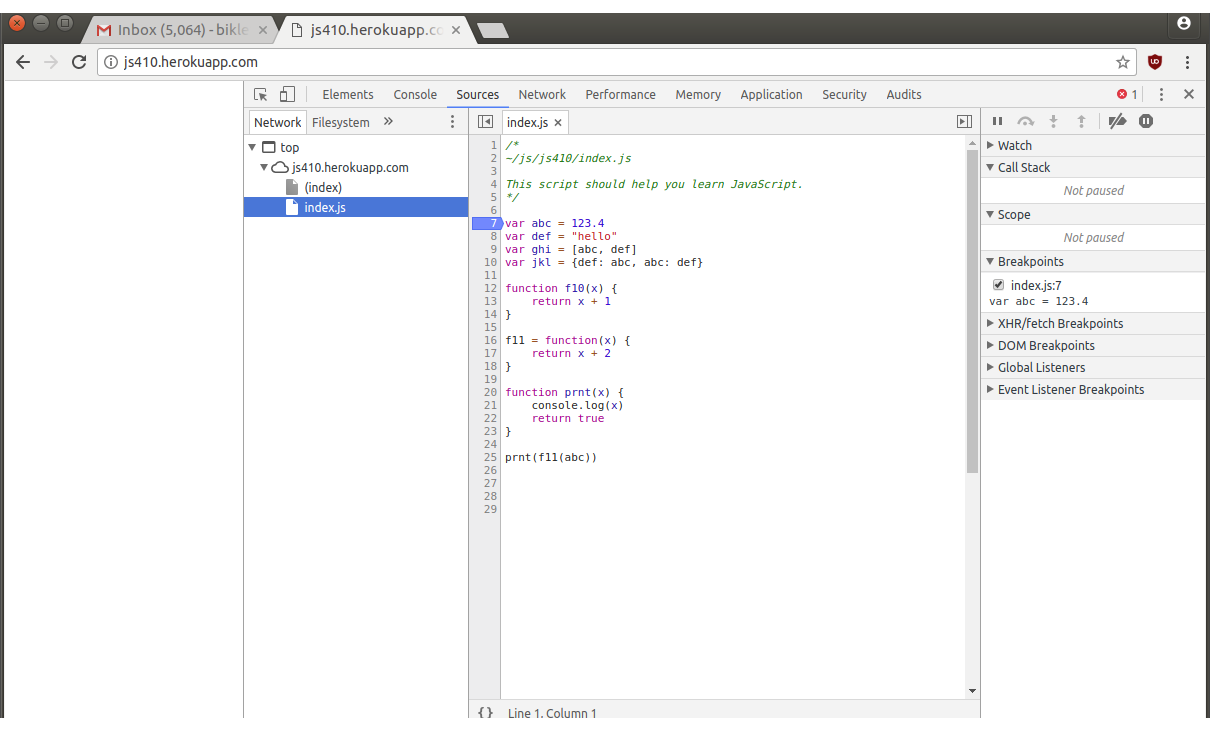 Inbox (5,064) - bikle
js410.herokuapp.co
js410.herokuapp.com
Elements Console Sources Network Performance Memory Application Security Audits 1
Network Filesystem »
index.js
top
js410.herokuapp.com
(index)
index.js
1 /*
2 ~/js/js410/index.js
3
4 This script should help you learn JavaScript.
5 */
6
7 var abc = 123.4
8 var def = "hello"
9 var ghi = [abc, def]
10 var jkl = {def: abc, abc: def}
11
12 function f10(x) {
13     return x + 1
14 }
15
16 f11 = function(x) {
17     return x + 2
18 }
19
20 function prnt(x) {
21     console.log(x)
22     return true
23 }
24
25 prnt(f11(abc))
26
27
28
29
{} Line 1, Column 1
Watch
Call Stack
Not paused
Scope
Not paused
Breakpoints
index.js:7
var abc = 123.4
XHR/fetch Breakpoints
DOM Breakpoints
Global Listeners
Event Listener Breakpoints